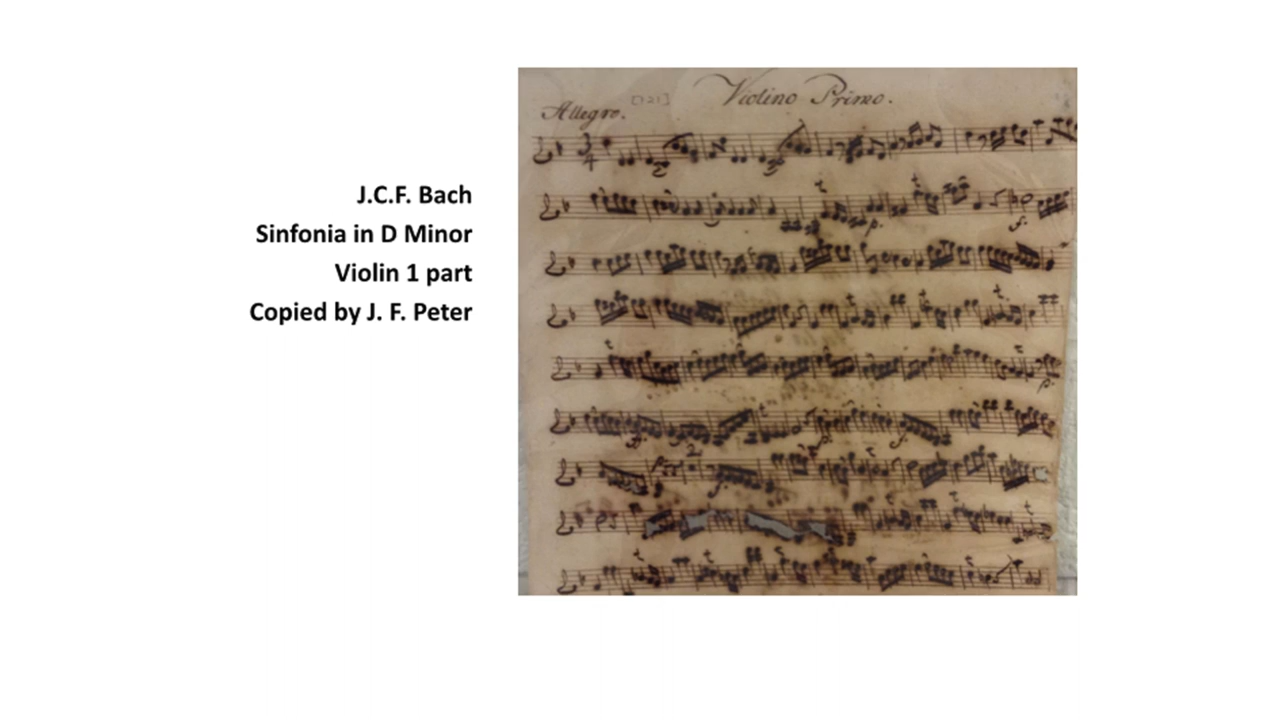 J.C.F. Bach
Sinfonia in D Minor
Violin 1 part
Copied by J. F. Peter
Violino Primo.
Allegro.